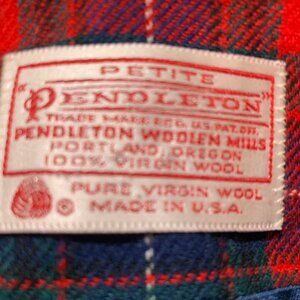 PETITE
"PENDLETON"
TRADE MARK REG. U.S. PAT. OFF.
PENDLETON WOOLEN MILLS
PORTLAND, OREGON
100% VIRGIN WOOL
PURE VIRGIN WOOL
® MADE IN U.S.A.